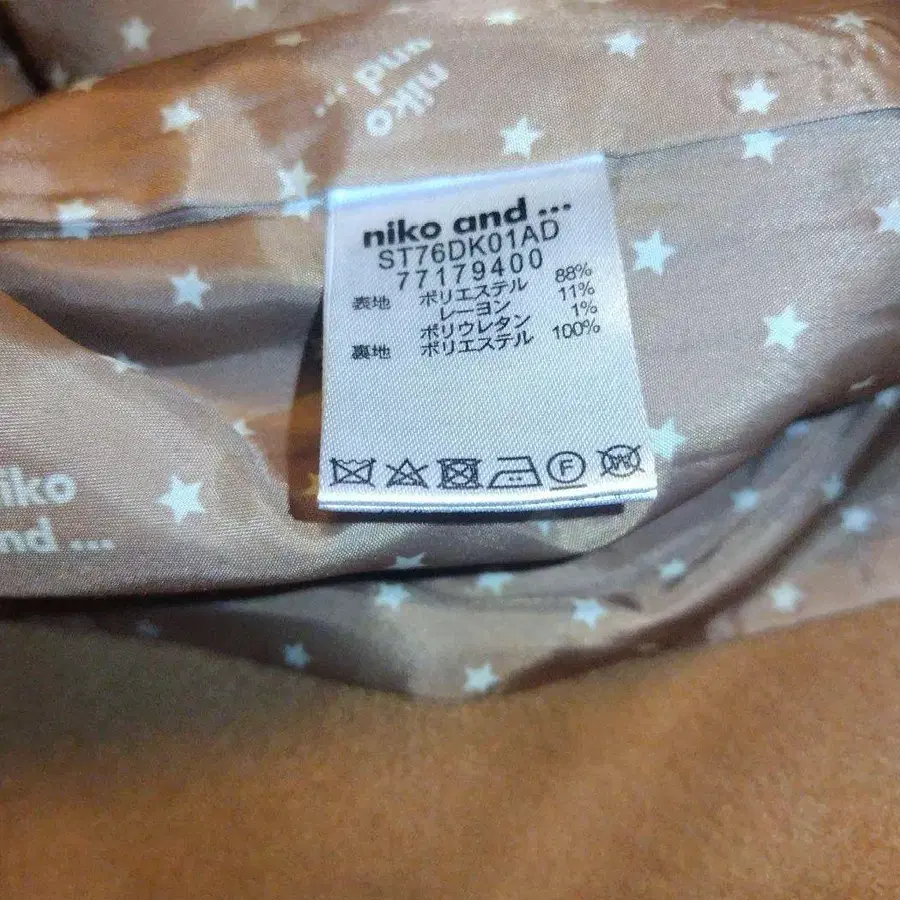 niko
and ...
niko and ...
ST76DK01AD
77179400
表地 ポリエステル 88%
レーヨン 11%
ポリウレタン 1%
裏地 ポリエステル 100%
F
W
niko
and ...